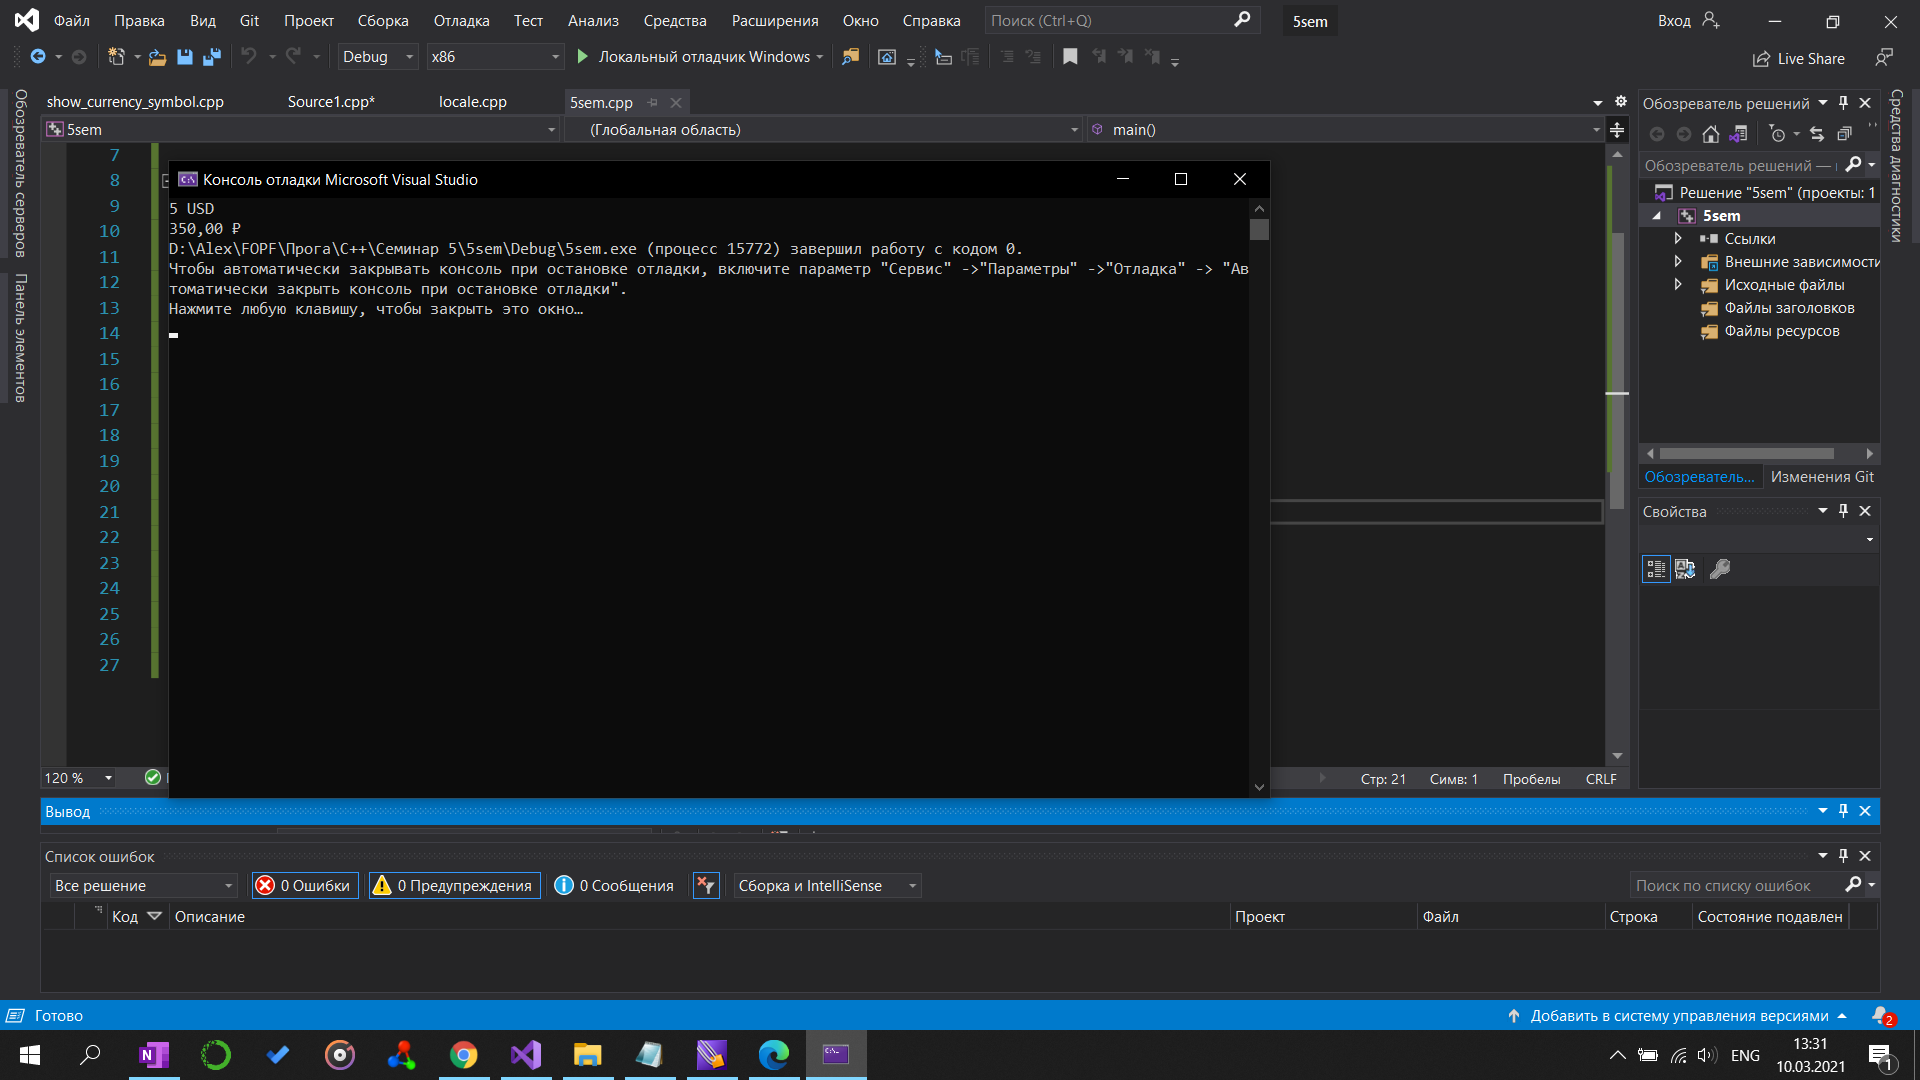 Файл Правка Вид Git Проект Сборка Отладка Тест Анализ Средства Расширения Окно Справка Поиск (Ctrl+Q) 5sem Вход
Debug x86 Локальный отладчик Windows Live Share
show_currency_symbol.cpp Source1.cpp* locale.cpp 5sem.cpp
5sem (Глобальная область) main()
Обозреватель серверов
Панель элементов
7
8
9
10
11
12
13
14
15
16
17
18
19
20
21
22
23
24
25
26
27
Консоль отладки Microsoft Visual Studio
5 USD
350,00 ₽
D:\Alex\FOPF\Прога\C++\Семинар 5\5sem\Debug\5sem.exe (процесс 15772) завершил работу с кодом 0.
Чтобы автоматически закрывать консоль при остановке отладки, включите параметр "Сервис" ->"Параметры" ->"Отладка" -> "Ав
томатически закрыть консоль при остановке отладки".
Нажмите любую клавишу, чтобы закрыть это окно…
Обозреватель решений
Обозреватель решений —
Решение "5sem" (проекты: 1
5sem
Ссылки
Внешние зависимости
Исходные файлы
Файлы заголовков
Файлы ресурсов
Обозреватель... Изменения Git
Свойства
Средства диагностики
120 % Стр: 21 Симв: 1 Пробелы CRLF
Вывод
Список ошибок
Все решение 0 Ошибки 0 Предупреждения 0 Сообщения Сборка и IntelliSense Поиск по списку ошибок
Код Описание Проект Файл Строка Состояние подавлен
Готово Добавить в систему управления версиями 2
ENG 13:31
10.03.2021 1